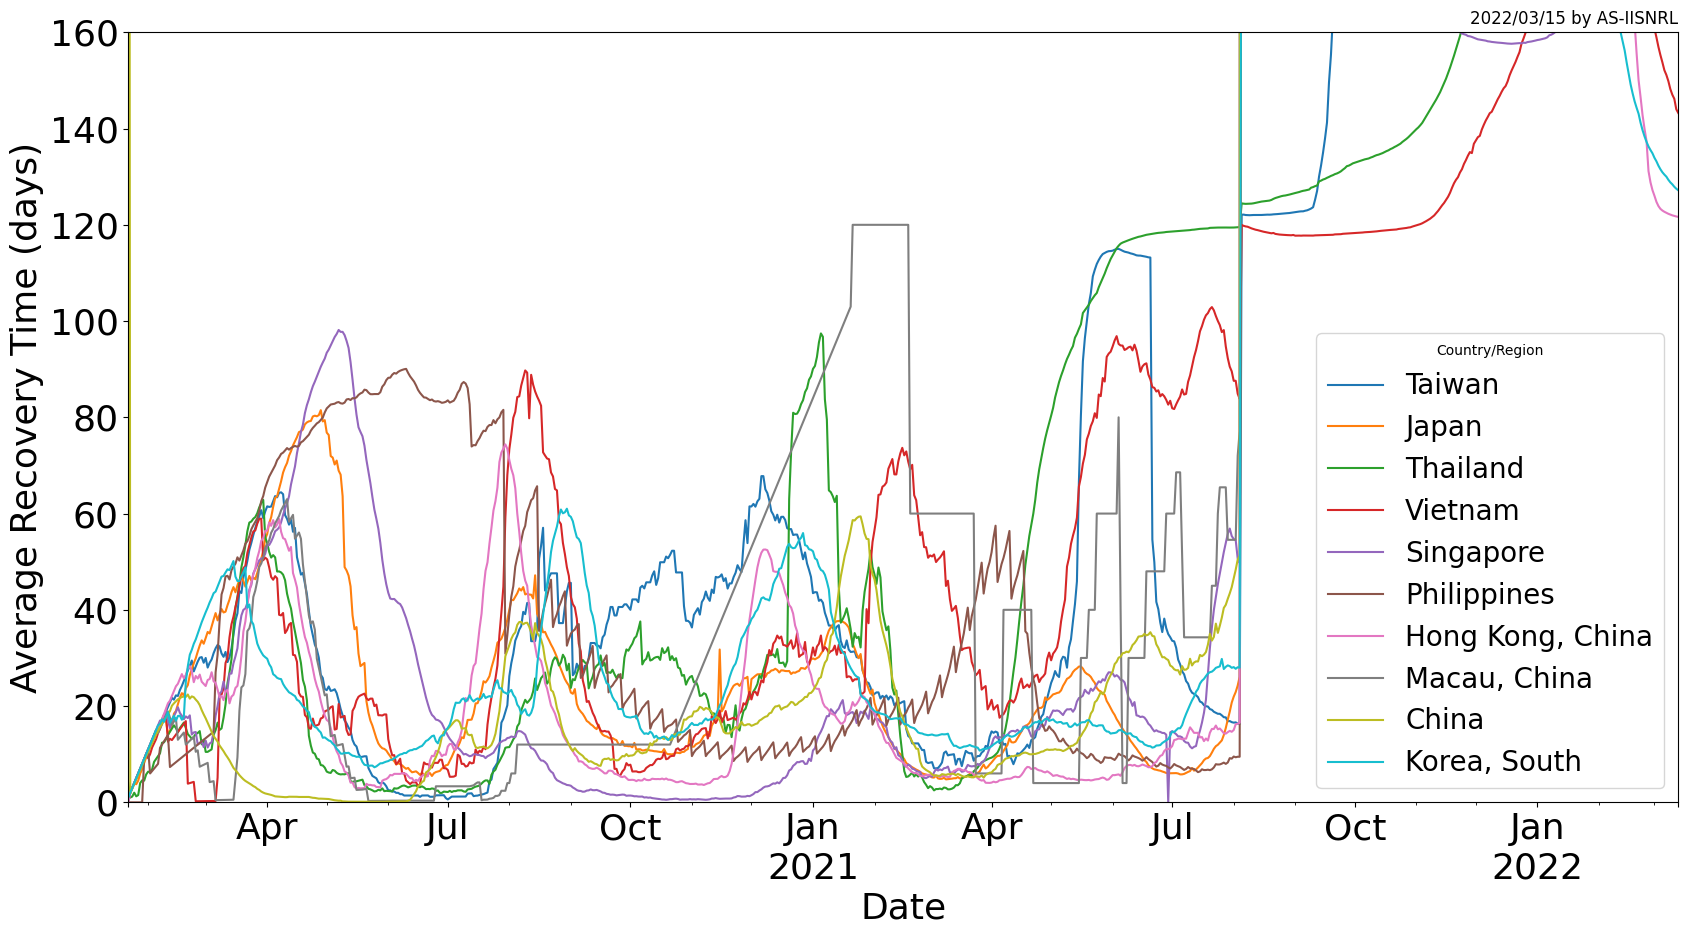 2022/03/15 by AS-IISNRL
160
140
120
100
80
60
40
20
0
Average Recovery Time (days)
Country/Region
Taiwan
Japan
Thailand
Vietnam
Singapore
Philippines
Hong Kong, China
Macau, China
China
Korea, South
Apr
Jul
Oct
Jan
2021
Apr
Jul
Oct
Jan
2022
Date